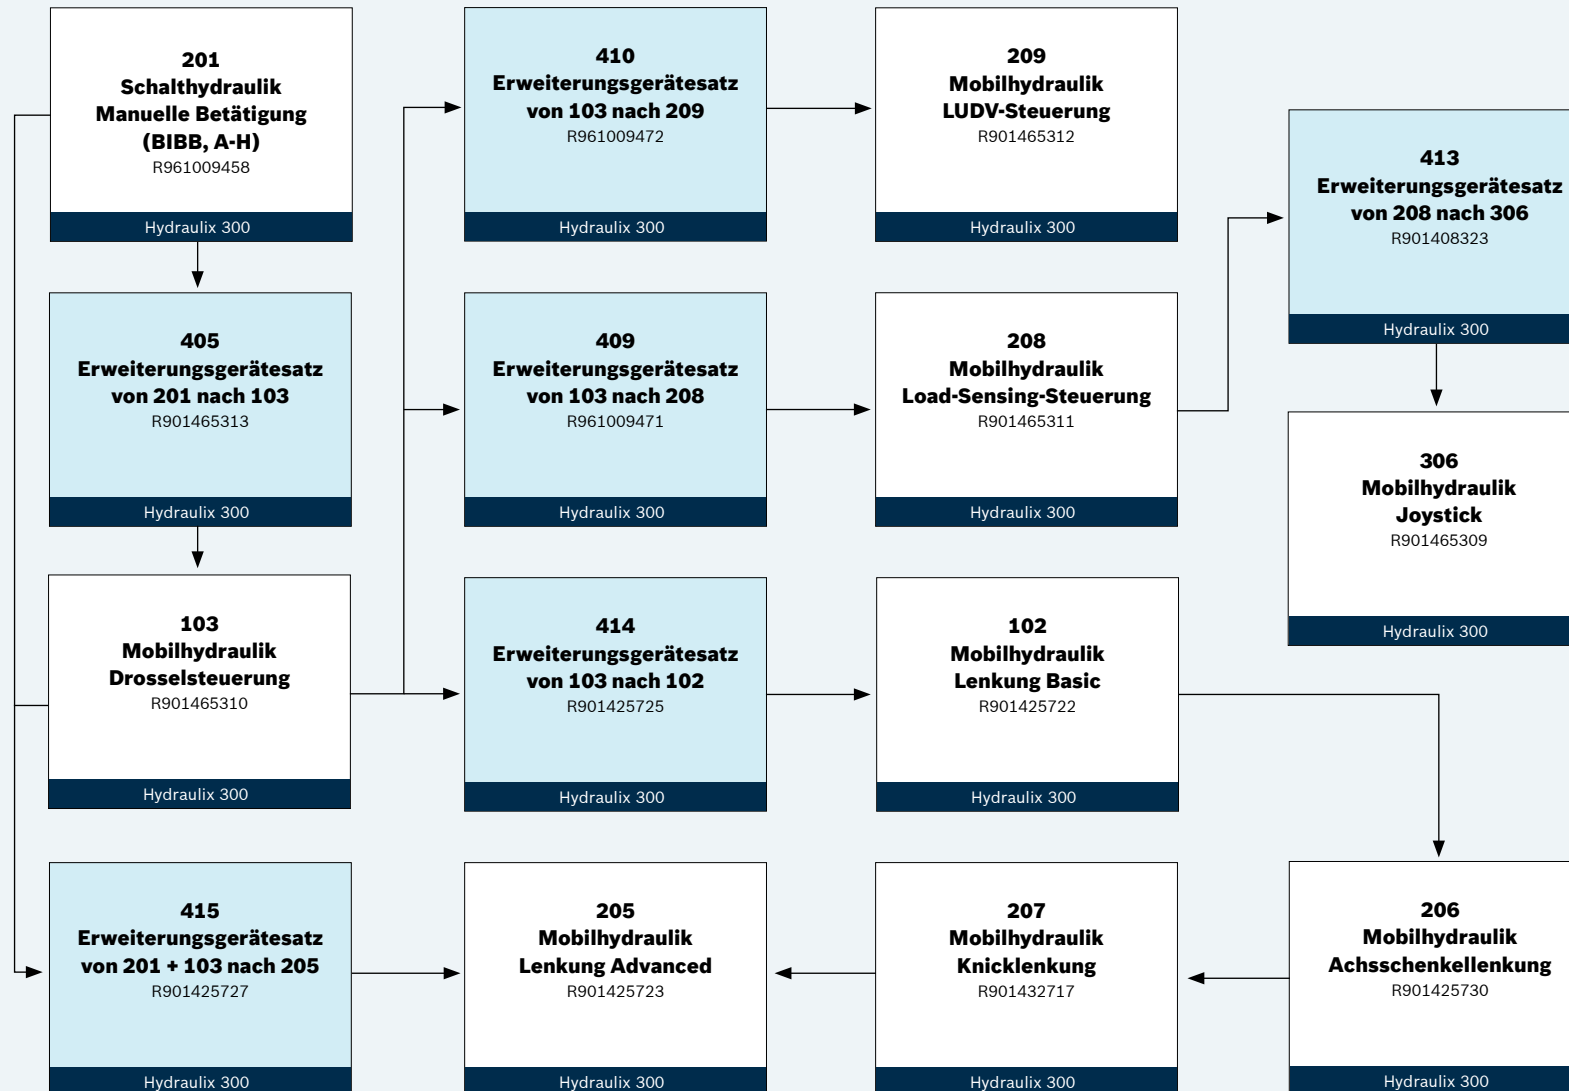 201
Schalthydraulik
Manuelle Betätigung
(BIBB, A-H)
R961009458
Hydraulix 300
410
Erweiterungsgerätesatz
von 103 nach 209
R961009472
Hydraulix 300
209
Mobilhydraulik
LUDV-Steuerung
R901465312
Hydraulix 300
413
Erweiterungsgerätesatz
von 208 nach 306
R901408323
Hydraulix 300
405
Erweiterungsgerätesatz
von 201 nach 103
R901465313
Hydraulix 300
409
Erweiterungsgerätesatz
von 103 nach 208
R961009471
Hydraulix 300
208
Mobilhydraulik
Load-Sensing-Steuerung
R901465311
Hydraulix 300
306
Mobilhydraulik
Joystick
R901465309
Hydraulix 300
103
Mobilhydraulik
Drosselsteuerung
R901465310
Hydraulix 300
414
Erweiterungsgerätesatz
von 103 nach 102
R901425725
Hydraulix 300
102
Mobilhydraulik
Lenkung Basic
R901425722
Hydraulix 300
415
Erweiterungsgerätesatz
von 201 + 103 nach 205
R901425727
Hydraulix 300
205
Mobilhydraulik
Lenkung Advanced
R901425723
Hydraulix 300
207
Mobilhydraulik
Knicklenkung
R901432717
Hydraulix 300
206
Mobilhydraulik
Achsschenkellenkung
R901425730
Hydraulix 300